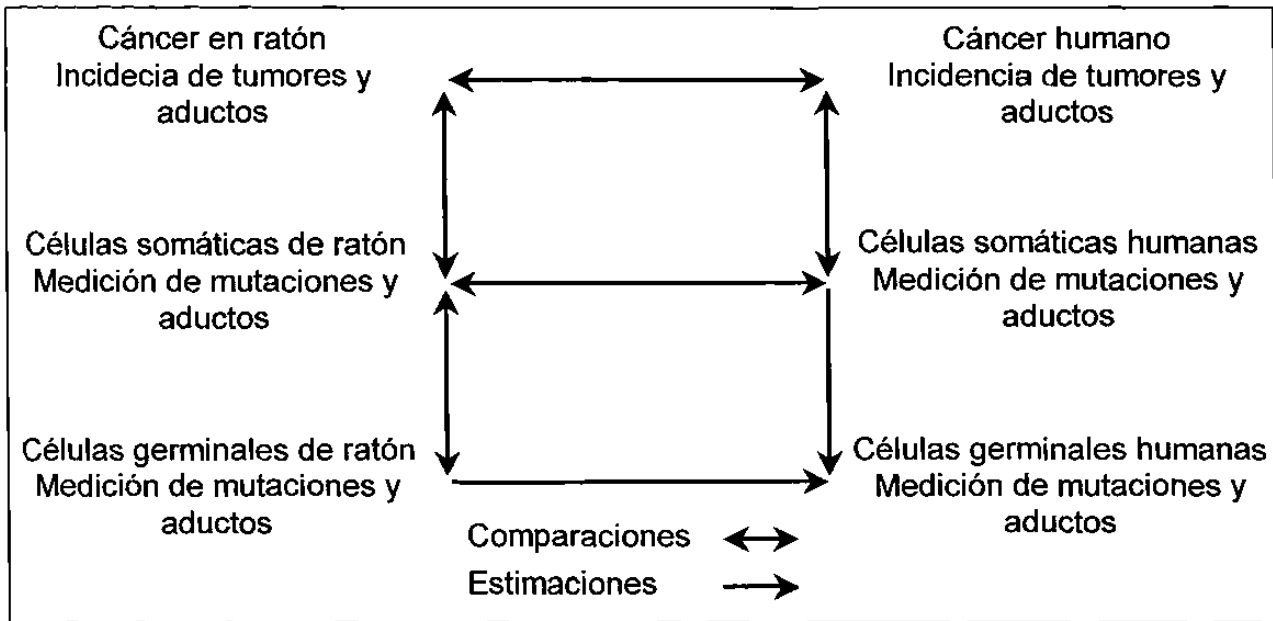 Cáncer en ratón
Incidecia de tumores y
aductos
Cáncer humano
Incidencia de tumores y
aductos
Células somáticas de ratón
Medición de mutaciones y
aductos
Células somáticas humanas
Medición de mutaciones y
aductos
Células germinales de ratón
Medición de mutaciones y
aductos
Células germinales humanas
Medición de mutaciones y
aductos
Comparaciones
Estimaciones